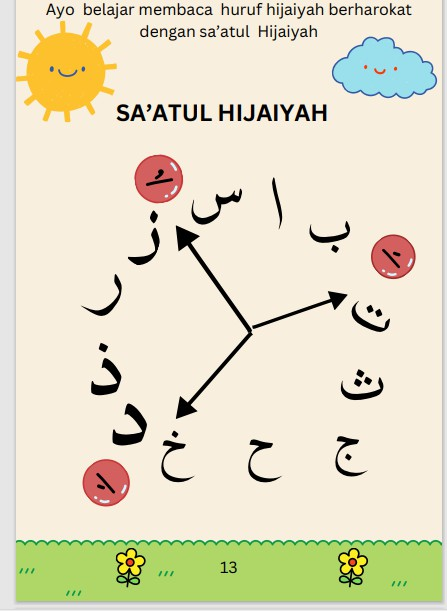 Ayo belajar membaca huruf hijaiyah berharokat
dengan sa’atul Hijaiyah
SA’ATUL HIJAIYAH
ا
ب
ت
ث
ج
ح
خ
د
ذ
ر
ز
س
13